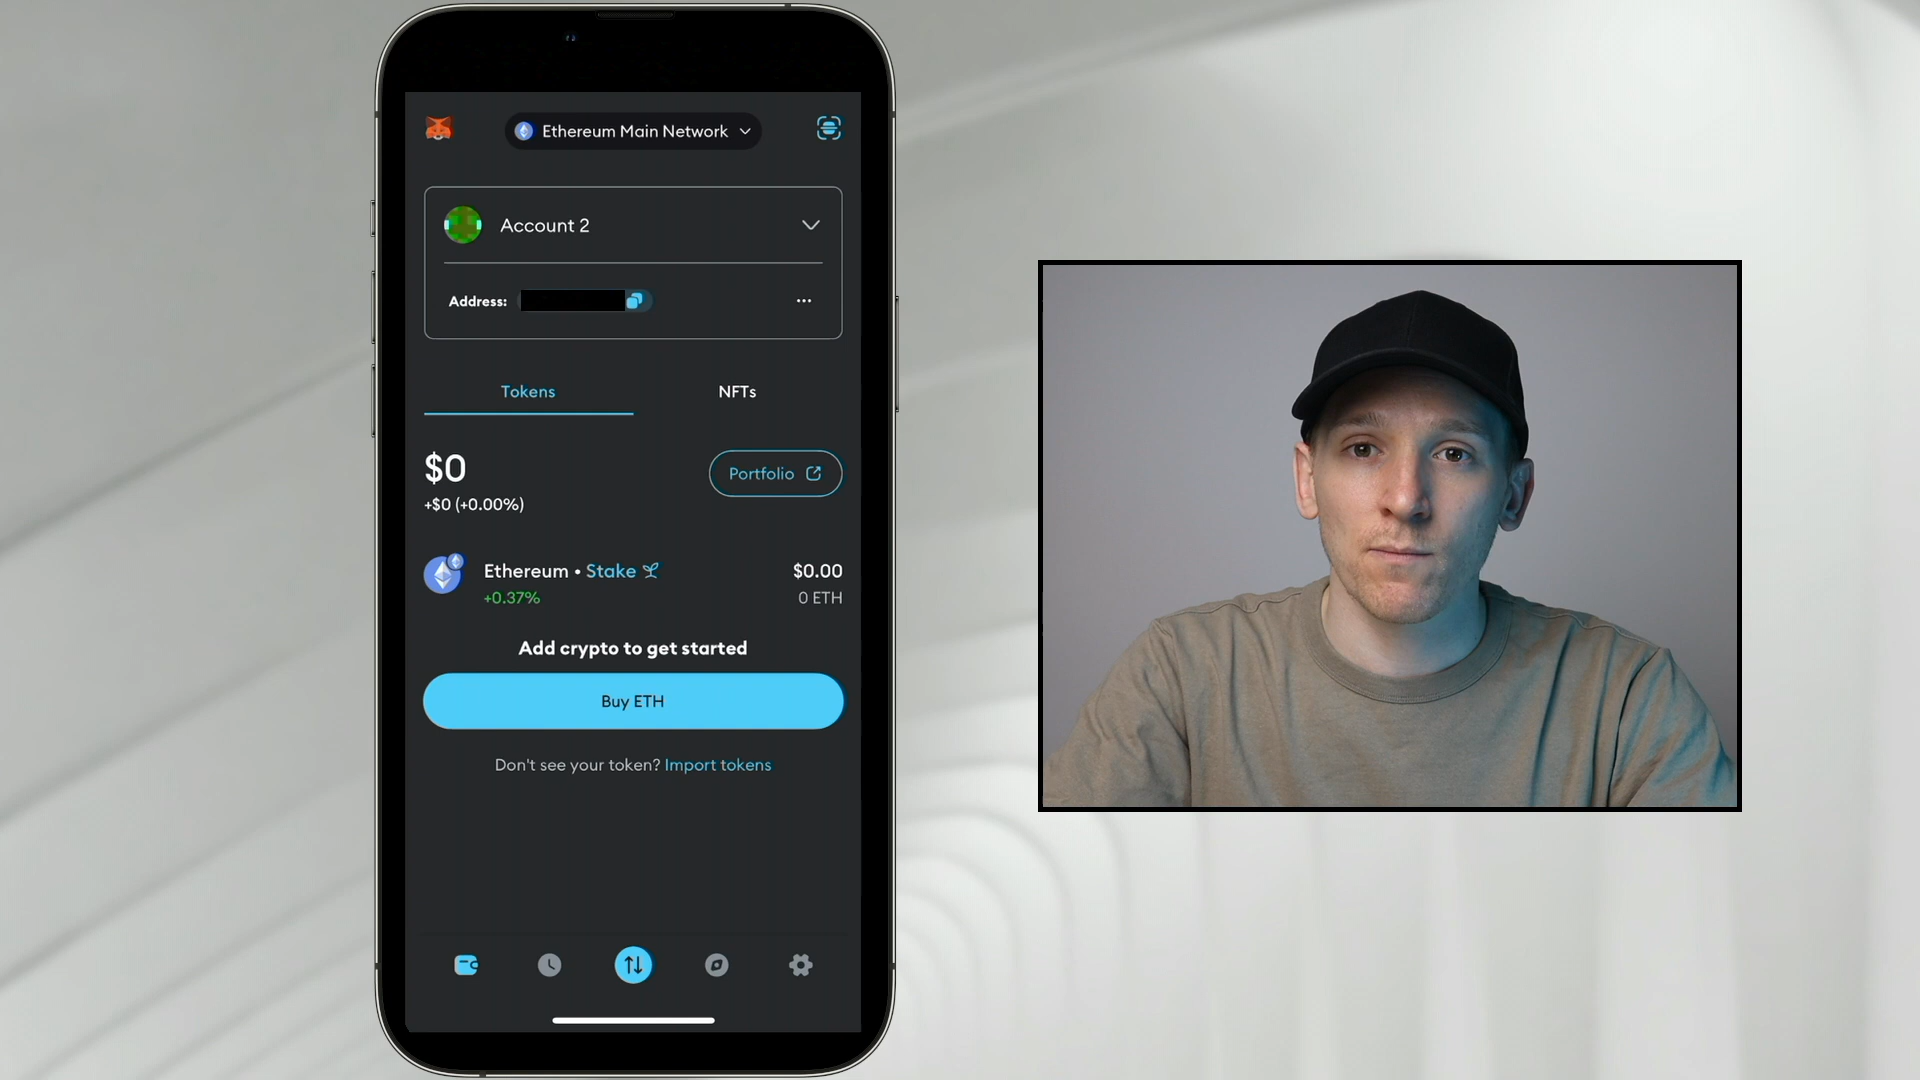 Ethereum Main Network
Account 2
Address:
Tokens
NFTs
$0
+$0 (+0.00%)
Portfolio
Ethereum • Stake
$0.00
+0.37%
0 ETH
Add crypto to get started
Buy ETH
Don't see your token? Import tokens